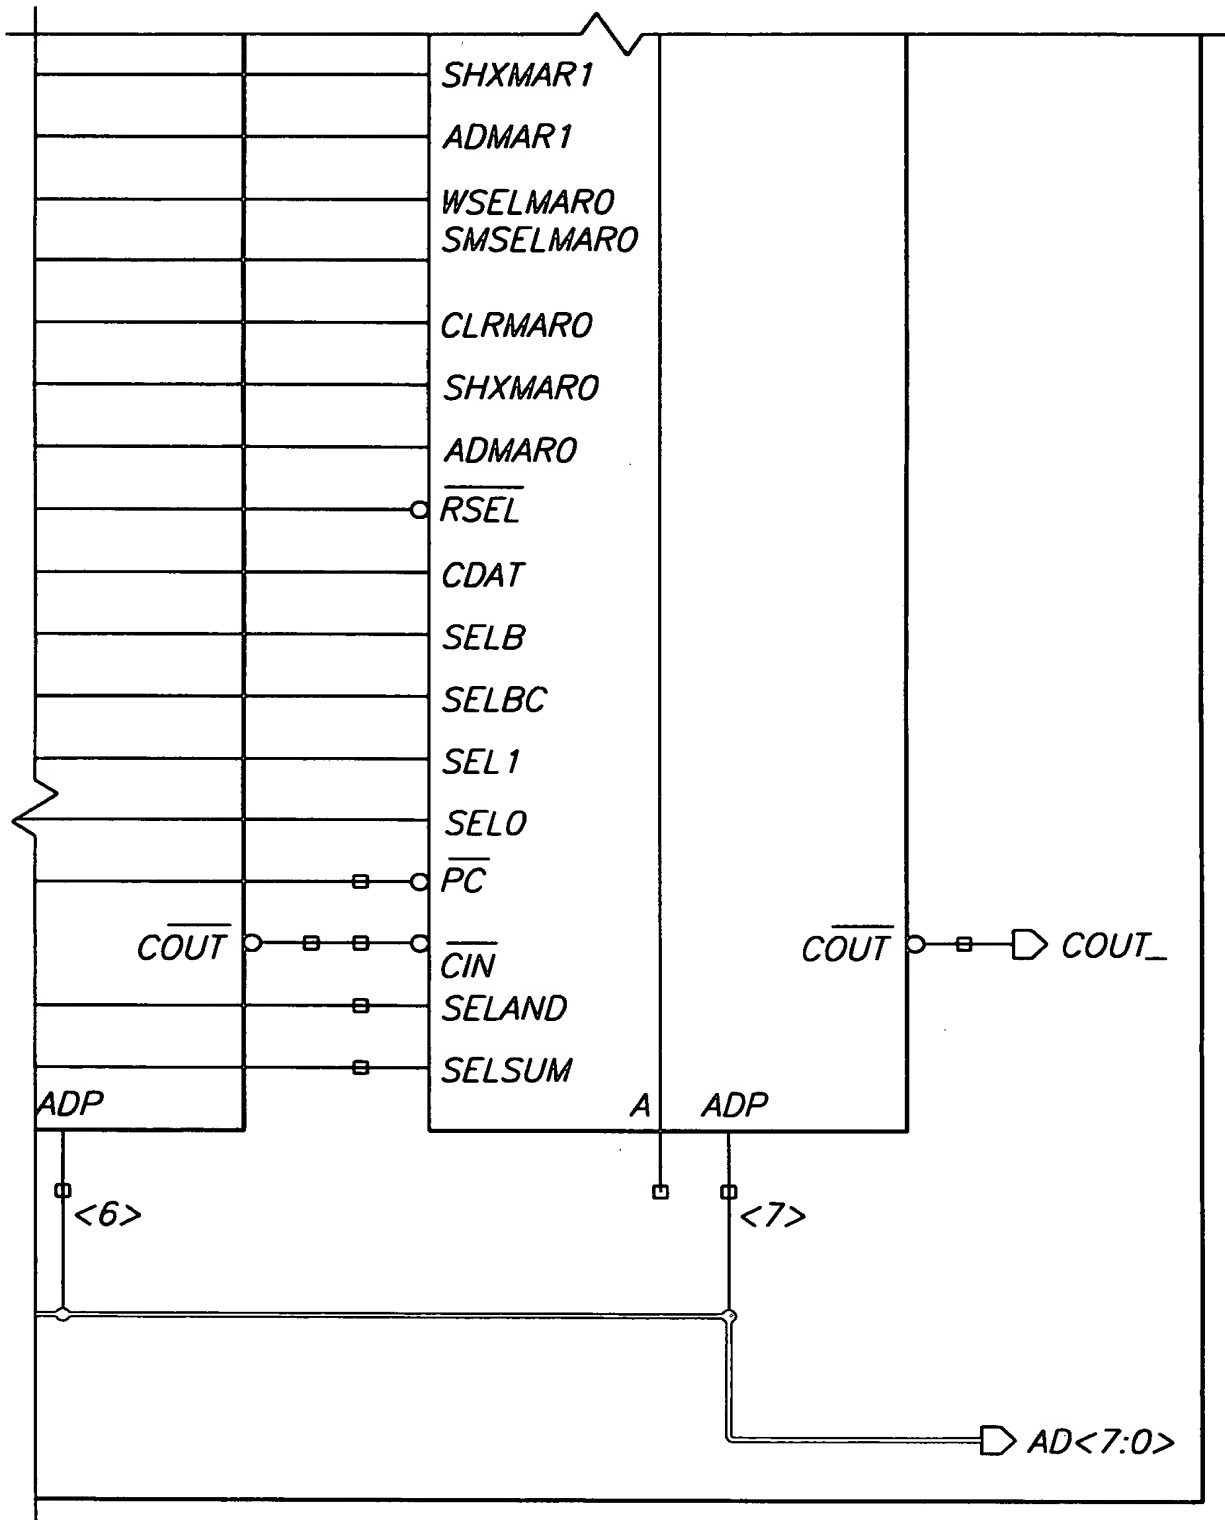 SHXMAR1
ADMAR1
WSELMAR0
SMSELMAR0
CLRMAR0
SHXMAR0
ADMAR0
RSEL
CDAT
SELB
SELBC
SEL1
SEL0
PC
COUT
CIN
COUT
COUT_
SELAND
SELSUM
ADP
A
ADP
<6>
<7>
AD<7:0>